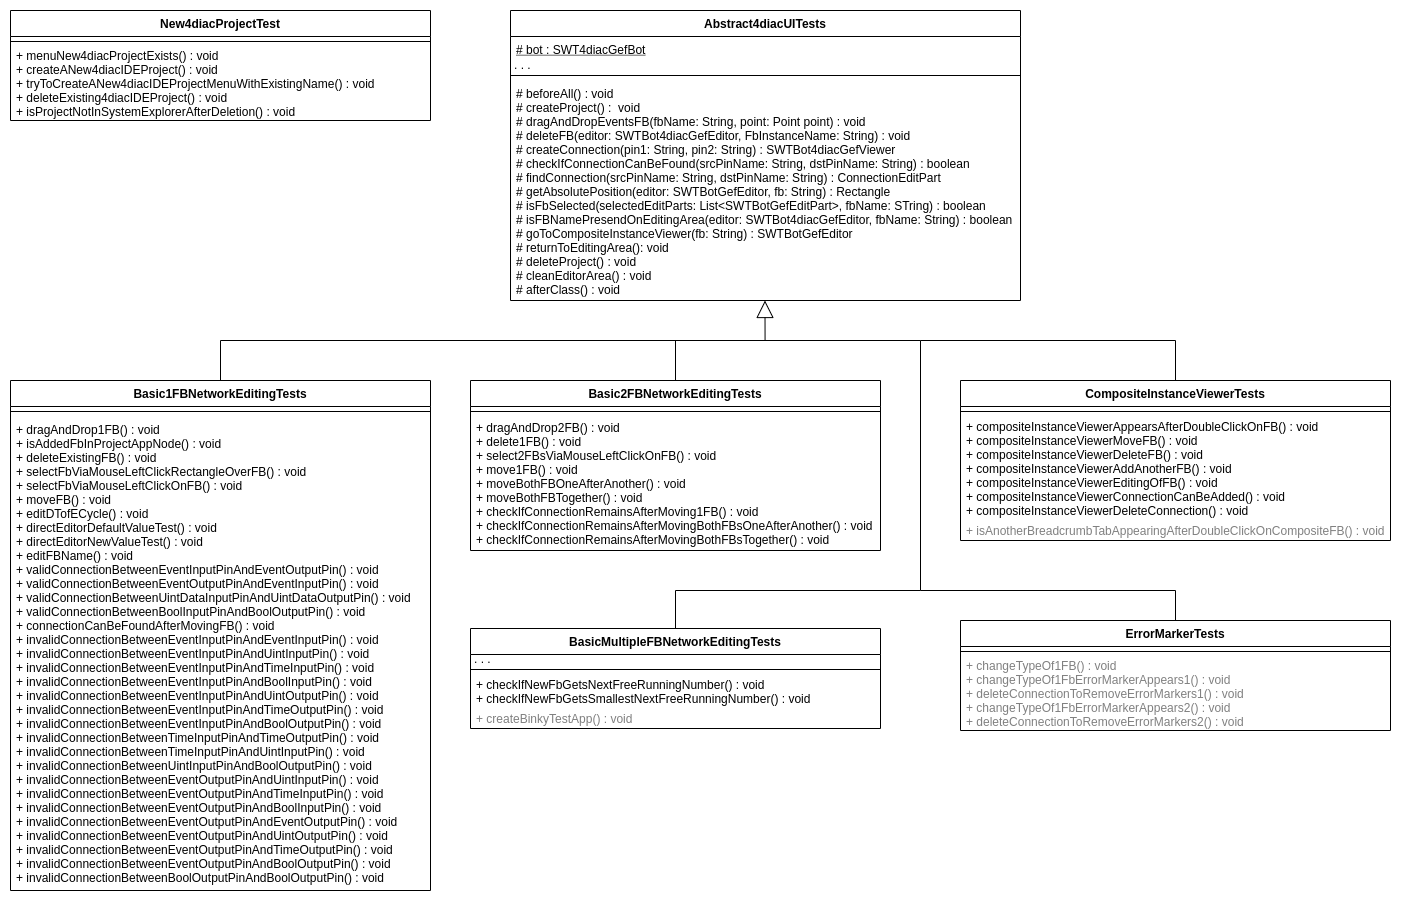 New4diacProjectTest
+ menuNew4diacProjectExists() : void
+ createANew4diacIDEProject() : void
+ tryToCreateANew4diacIDEProjectMenuWithExistingName() : void
+ deleteExisting4diacIDEProject() : void
+ isProjectNotInSystemExplorerAfterDeletion() : void
Abstract4diacUITests
# bot : SWT4diacGefBot
. . .
# beforeAll() : void
# createProject() :  void
# dragAndDropEventsFB(fbName: String, point: Point point) : void
# deleteFB(editor: SWTBot4diacGefEditor, FbInstanceName: String) : void
# createConnection(pin1: String, pin2: String) : SWTBot4diacGefViewer
# checkIfConnectionCanBeFound(srcPinName: String, dstPinName: String) : boolean
# findConnection(srcPinName: String, dstPinName: String) : ConnectionEditPart
# getAbsolutePosition(editor: SWTBotGefEditor, fb: String) : Rectangle
# isFbSelected(selectedEditParts: List<SWTBotGefEditPart>, fbName: STring) : boolean
# isFBNamePresendOnEditingArea(editor: SWTBot4diacGefEditor, fbName: String) : boolean
# goToCompositeInstanceViewer(fb: String) : SWTBotGefEditor
# returnToEditingArea(): void
# deleteProject() : void
# cleanEditorArea() : void
# afterClass() : void
Basic1FBNetworkEditingTests
+ dragAndDrop1FB() : void
+ isAddedFbInProjectAppNode() : void
+ deleteExistingFB() : void
+ selectFbViaMouseLeftClickRectangleOverFB() : void
+ selectFbViaMouseLeftClickOnFB() : void
+ moveFB() : void
+ editDTofECycle() : void
+ directEditorDefaultValueTest() : void
+ directEditorNewValueTest() : void
+ editFBName() : void
+ validConnectionBetweenEventInputPinAndEventOutputPin() : void
+ validConnectionBetweenEventOutputPinAndEventInputPin() : void
+ validConnectionBetweenUintDataInputPinAndUintDataOutputPin() : void
+ validConnectionBetweenBoolInputPinAndBoolOutputPin() : void
+ connectionCanBeFoundAfterMovingFB() : void
+ invalidConnectionBetweenEventInputPinAndEventInputPin() : void
+ invalidConnectionBetweenEventInputPinAndUintInputPin() : void
+ invalidConnectionBetweenEventInputPinAndTimeInputPin() : void
+ invalidConnectionBetweenEventInputPinAndBoolInputPin() : void
+ invalidConnectionBetweenEventInputPinAndUintOutputPin() : void
+ invalidConnectionBetweenEventInputPinAndTimeOutputPin() : void
+ invalidConnectionBetweenEventInputPinAndBoolOutputPin() : void
+ invalidConnectionBetweenTimeInputPinAndTimeOutputPin() : void
+ invalidConnectionBetweenTimeInputPinAndUintInputPin() : void
+ invalidConnectionBetweenUintInputPinAndBoolOutputPin() : void
+ invalidConnectionBetweenEventOutputPinAndUintInputPin() : void
+ invalidConnectionBetweenEventOutputPinAndTimeInputPin() : void
+ invalidConnectionBetweenEventOutputPinAndBoolInputPin() : void
+ invalidConnectionBetweenEventOutputPinAndEventOutputPin() : void
+ invalidConnectionBetweenEventOutputPinAndUintOutputPin() : void
+ invalidConnectionBetweenEventOutputPinAndTimeOutputPin() : void
+ invalidConnectionBetweenEventOutputPinAndBoolOutputPin() : void
+ invalidConnectionBetweenBoolOutputPinAndBoolOutputPin() : void
Basic2FBNetworkEditingTests
+ dragAndDrop2FB() : void
+ delete1FB() : void
+ select2FBsViaMouseLeftClickOnFB() : void
+ move1FB() : void
+ moveBothFBOneAfterAnother() : void
+ moveBothFBTogether() : void
+ checkIfConnectionRemainsAfterMoving1FB() : void
+ checkIfConnectionRemainsAfterMovingBothFBsOneAfterAnother() : void
+ checkIfConnectionRemainsAfterMovingBothFBsTogether() : void
CompositeInstanceViewerTests
+ compositeInstanceViewerAppearsAfterDoubleClickOnFB() : void
+ compositeInstanceViewerMoveFB() : void
+ compositeInstanceViewerDeleteFB() : void
+ compositeInstanceViewerAddAnotherFB() : void
+ compositeInstanceViewerEditingOfFB() : void
+ compositeInstanceViewerConnectionCanBeAdded() : void
+ compositeInstanceViewerDeleteConnection() : void
+ isAnotherBreadcrumbTabAppearingAfterDoubleClickOnCompositeFB() : void
BasicMultipleFBNetworkEditingTests
. . .
+ checkIfNewFbGetsNextFreeRunningNumber() : void
+ checkIfNewFbGetsSmallestNextFreeRunningNumber() : void
+ createBinkyTestApp() : void
ErrorMarkerTests
+ changeTypeOf1FB() : void
+ changeTypeOf1FbErrorMarkerAppears1() : void
+ deleteConnectionToRemoveErrorMarkers1() : void
+ changeTypeOf1FbErrorMarkerAppears2() : void
+ deleteConnectionToRemoveErrorMarkers2() : void